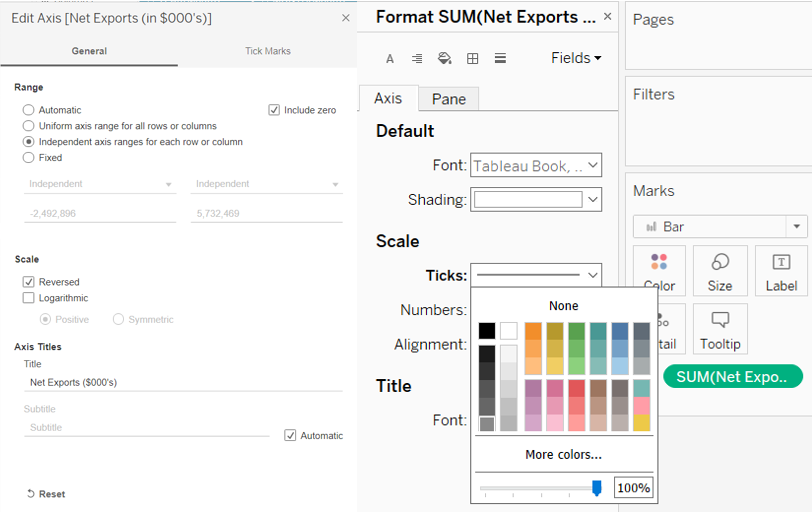 Edit Axis [Net Exports (in $000's)]
General
Tick Marks
Range
Automatic
Include zero
Uniform axis range for all rows or columns
Independent axis ranges for each row or column
Fixed
Independent
Independent
-2,492,896
5,732,469
Scale
Reversed
Logarithmic
Positive
Symmetric
Axis Titles
Title
Net Exports ($000's)
Subtitle
Subtitle
Automatic
Reset
Format SUM(Net Exports ...
A
Fields
Axis
Pane
Default
Font:
Tableau Book, ..
Shading:
Scale
Ticks:
Numbers:
Alignment:
Title
Font:
None
More colors...
100%
Pages
Filters
Marks
Bar
Color
Size
T
Label
tail
Tooltip
SUM(Net Expo..